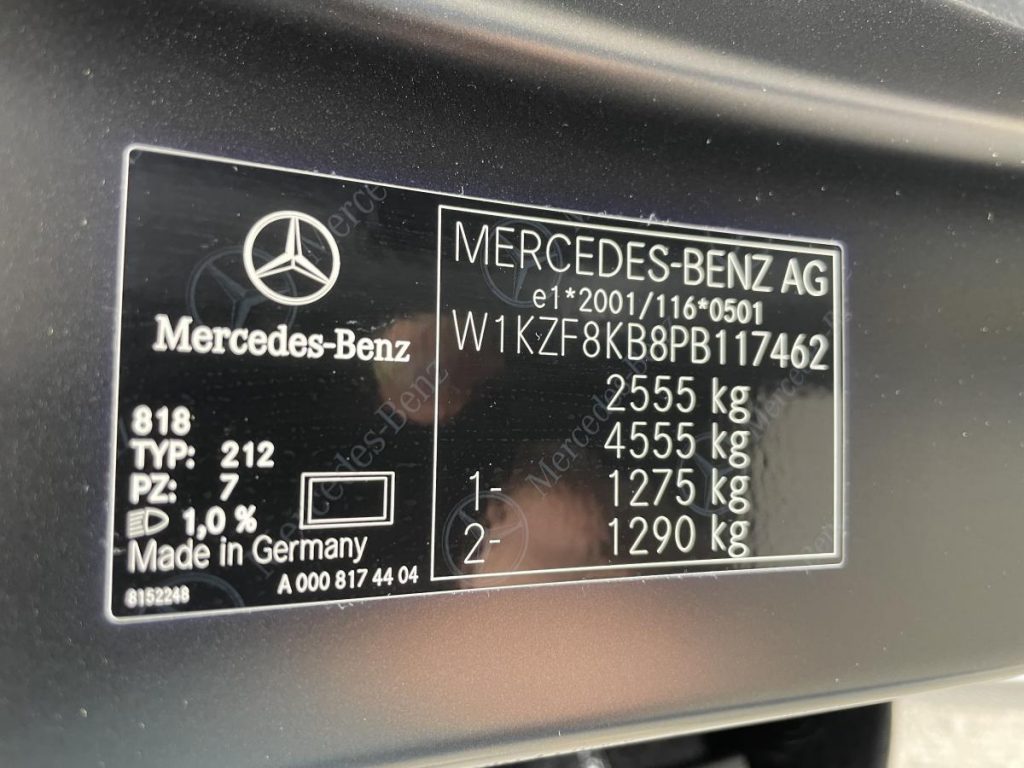 Mercedes-Benz
818
TYP: 212
PZ: 7
1,0 %
Made in Germany
8152248
A 000 817 44 04
MERCEDES-BENZ AG
e1*2001/116*0501
W1KZF8KB8PB117462
2555 kg
4555 kg
1- 1275 kg
2- 1290 kg